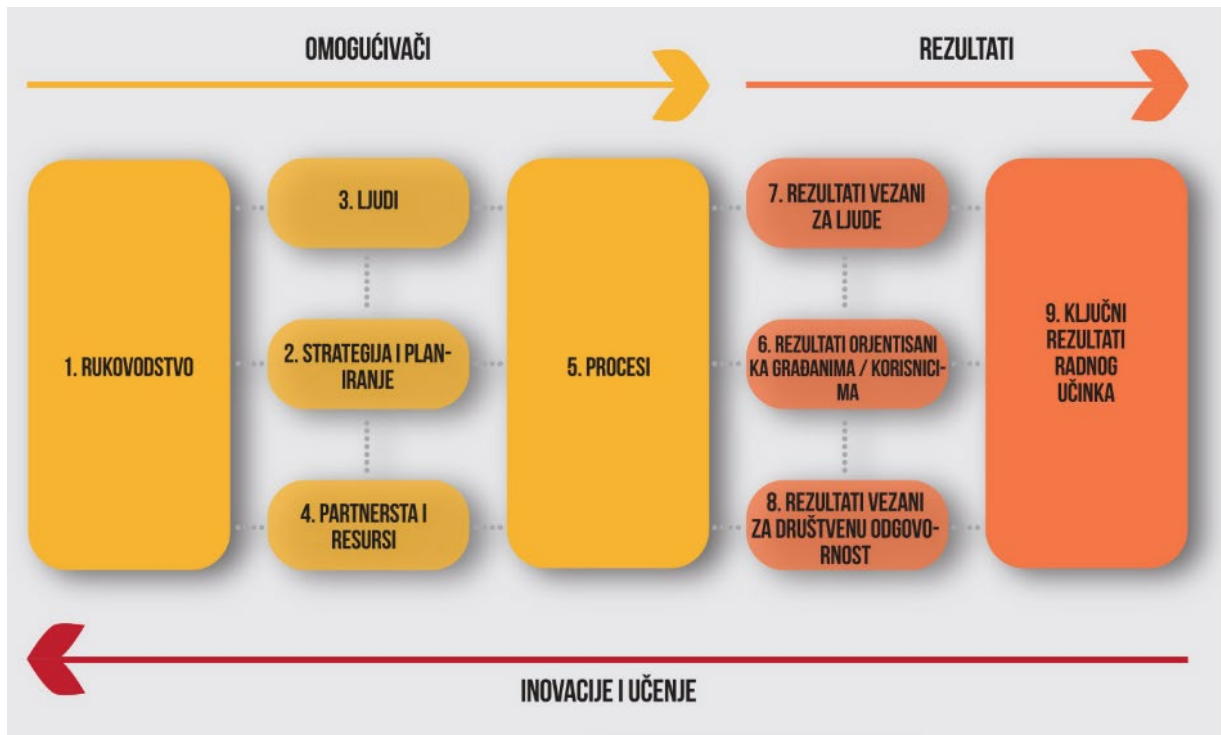 OMOGUĆIVAČI
REZULTATI
1. RUKOVODSTVO
3. LJUDI
2. STRATEGIJA I PLAN-
IRANJE
4. PARTNERSTA I
RESURSI
5. PROCESI
7. REZULTATI VEZANI
ZA LJUDE
6. REZULTATI ORJENTISANI
KA GRAĐANIMA / KORISNICI-
MA
8. REZULTATI VEZANI
ZA DRUŠTVENU ODGOVO-
RNOST
9. KLJUČNI
REZULTATI
RADNOG
UČINKA
INOVACIJE I UČENJE